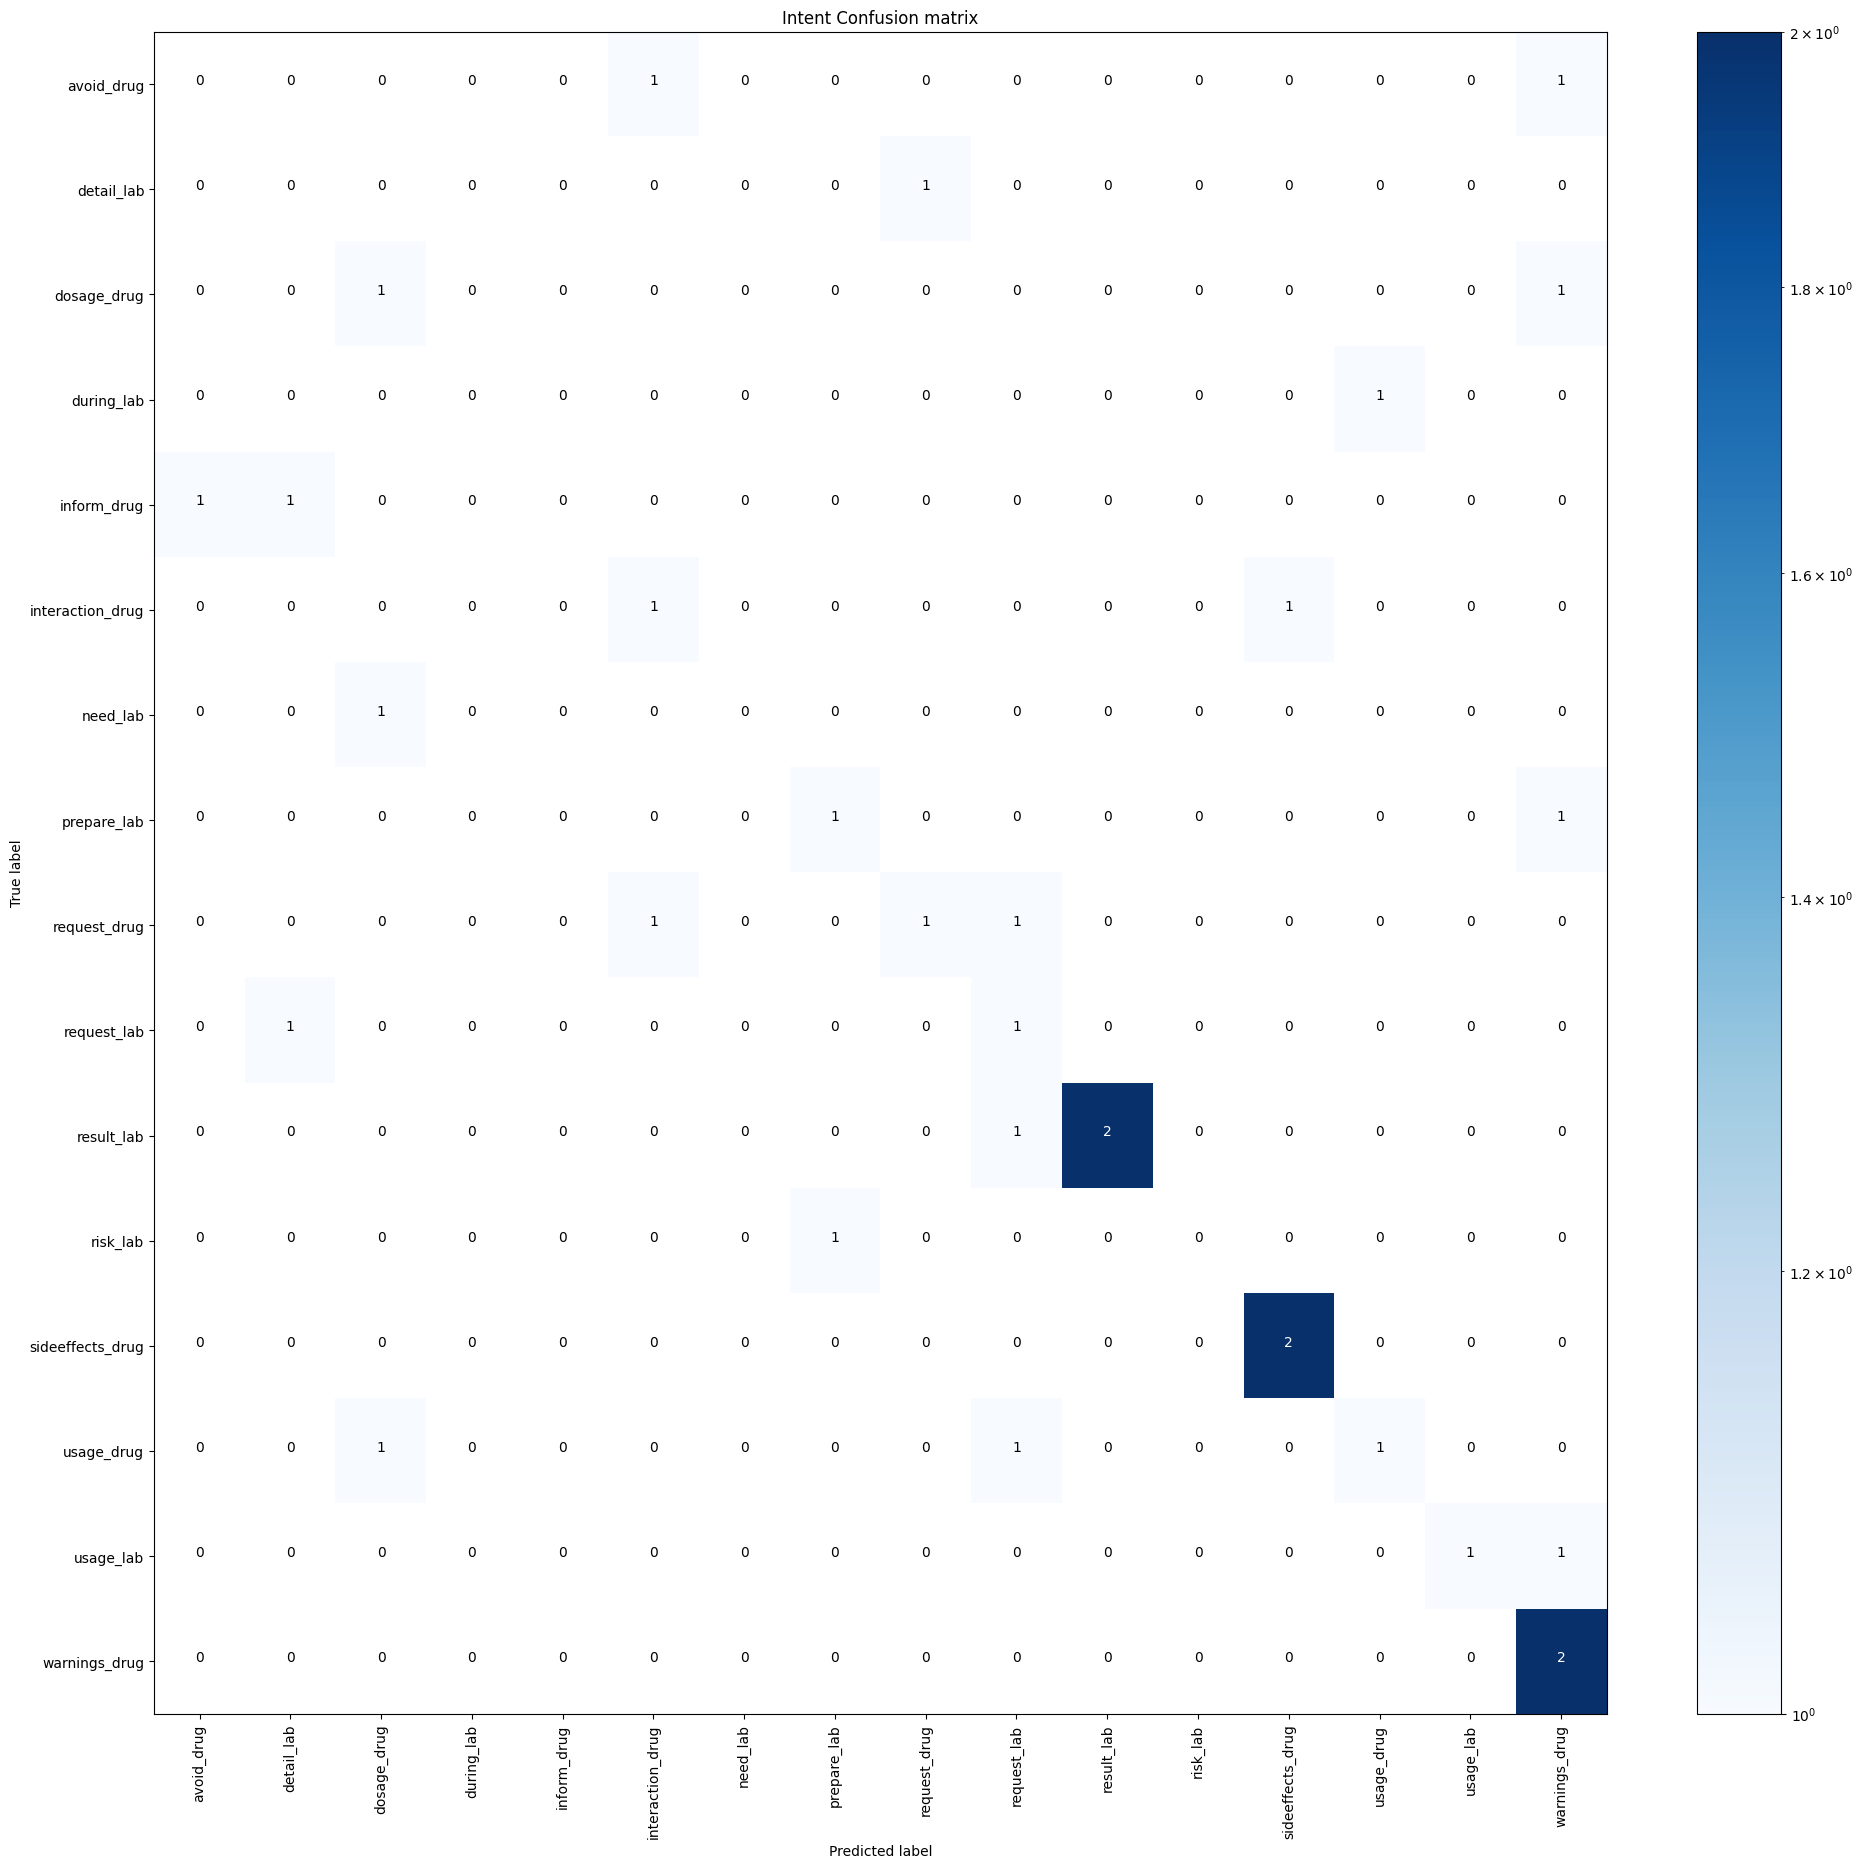 Intent Confusion matrix
True label
avoid_drug 0 0 0 0 0 1 0 0 0 0 0 0 0 0 0 1
detail_lab 0 0 0 0 0 0 0 0 1 0 0 0 0 0 0 0
dosage_drug 0 0 1 0 0 0 0 0 0 0 0 0 0 0 0 1
during_lab 0 0 0 0 0 0 0 0 0 0 0 0 0 1 0 0
inform_drug 1 1 0 0 0 0 0 0 0 0 0 0 0 0 0 0
interaction_drug 0 0 0 0 0 1 0 0 0 0 0 0 1 0 0 0
need_lab 0 0 1 0 0 0 0 0 0 0 0 0 0 0 0 0
prepare_lab 0 0 0 0 0 0 0 1 0 0 0 0 0 0 0 1
request_drug 0 0 0 0 0 1 0 0 1 1 0 0 0 0 0 0
request_lab 0 1 0 0 0 0 0 0 0 1 0 0 0 0 0 0
result_lab 0 0 0 0 0 0 0 0 0 1 2 0 0 0 0 0
risk_lab 0 0 0 0 0 0 0 1 0 0 0 0 0 0 0 0
sideeffects_drug 0 0 0 0 0 0 0 0 0 0 0 0 2 0 0 0
usage_drug 0 0 1 0 0 0 0 0 0 1 0 0 0 1 0 0
usage_lab 0 0 0 0 0 0 0 0 0 0 0 0 0 0 1 1
warnings_drug 0 0 0 0 0 0 0 0 0 0 0 0 0 0 0 2
avoid_drug
detail_lab
dosage_drug
during_lab
inform_drug
interaction_drug
need_lab
prepare_lab
request_drug
request_lab
result_lab
risk_lab
sideeffects_drug
usage_drug
usage_lab
warnings_drug
Predicted label
2 × 10⁰
1.8 × 10⁰
1.6 × 10⁰
1.4 × 10⁰
1.2 × 10⁰
10⁰